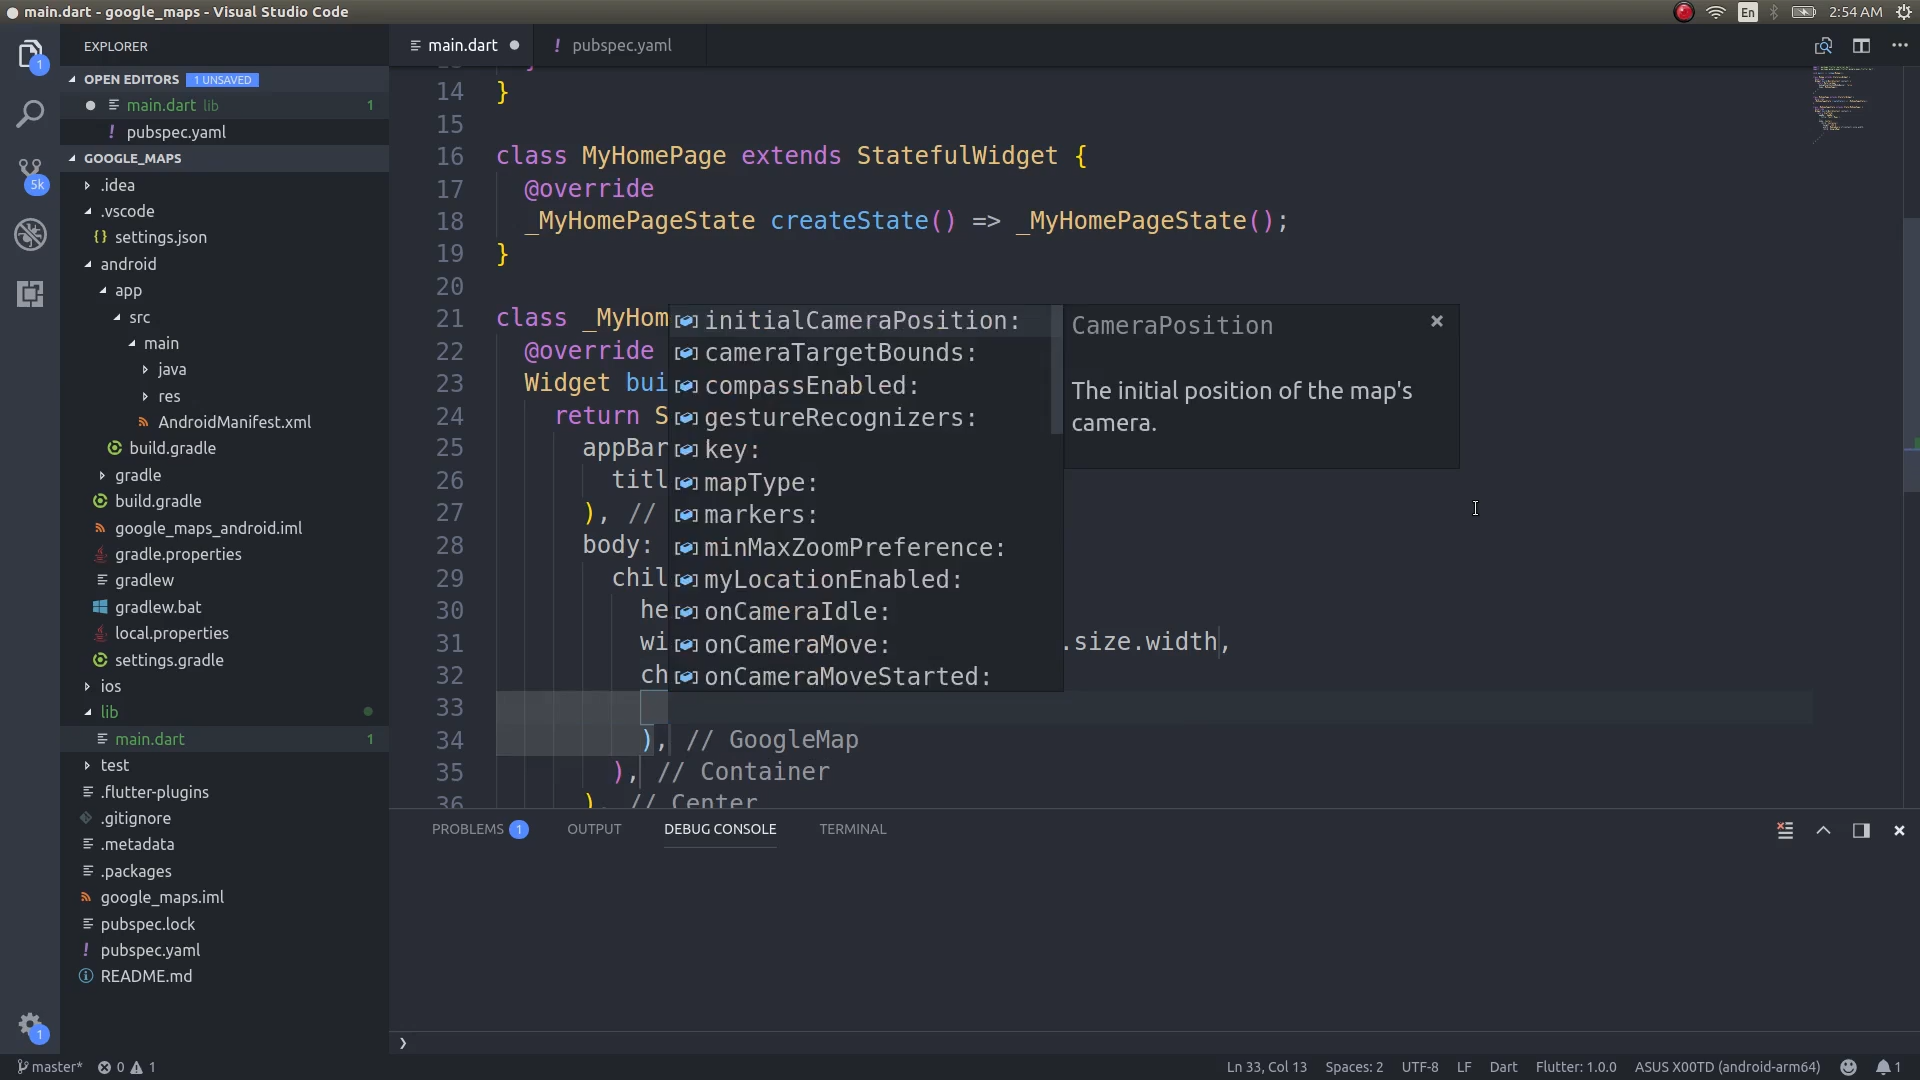 main.dart - google_maps - Visual Studio Code
En
2:54 AM
EXPLORER
OPEN EDITORS 1 UNSAVED
main.dart lib 1
! pubspec.yaml
GOOGLE_MAPS
.idea
.vscode
{} settings.json
android
app
src
main
java
res
AndroidManifest.xml
build.gradle
gradle
build.gradle
google_maps_android.iml
gradle.properties
gradlew
gradlew.bat
local.properties
settings.gradle
ios
lib
main.dart 1
test
.flutter-plugins
.gitignore
.metadata
.packages
google_maps.iml
pubspec.lock
! pubspec.yaml
README.md
1
5k
1
main.dart
! pubspec.yaml
14 }
15
16 class MyHomePage extends StatefulWidget {
17 @override
18 _MyHomePageState createState() => _MyHomePageState();
19 }
20
21 class _MyHom
22 @override
23 Widget bui
24 return S
25 appBar
26 titl
27 ), //
28 body:
29 chil
30 he
31 wi .size.width,
32 ch
33
34 ), // GoogleMap
35 ), // Container
36 ), // Center
initialCameraPosition:
cameraTargetBounds:
compassEnabled:
gestureRecognizers:
key:
mapType:
markers:
minMaxZoomPreference:
myLocationEnabled:
onCameraIdle:
onCameraMove:
onCameraMoveStarted:
CameraPosition
The initial position of the map's
camera.
PROBLEMS 1 OUTPUT DEBUG CONSOLE TERMINAL
master* 0 1
Ln 33, Col 13 Spaces: 2 UTF-8 LF Dart Flutter: 1.0.0 ASUS X00TD (android-arm64) 1